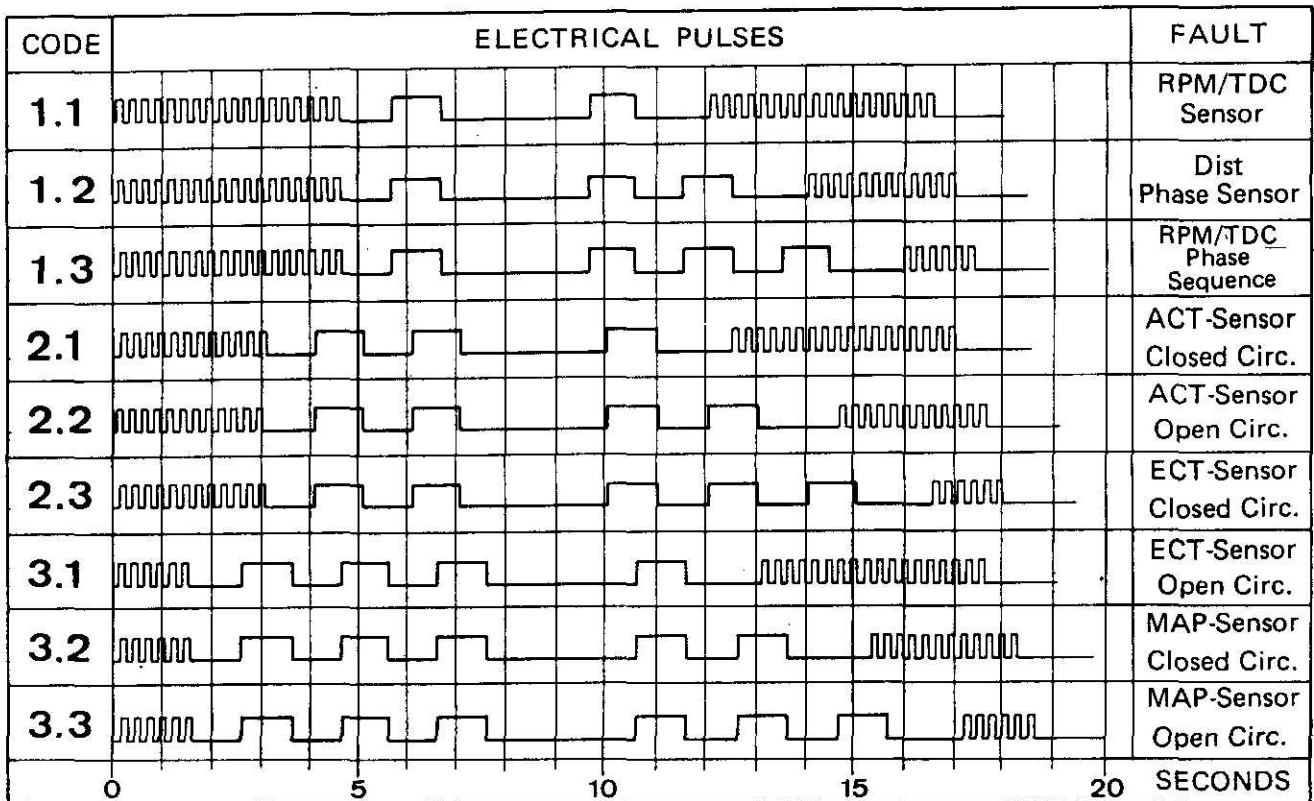 CODE ELECTRICAL PULSES FAULT
1.1 RPM/TDC
Sensor
1.2 Dist
Phase Sensor
1.3 RPM/TDC
Phase
Sequence
2.1 ACT-Sensor
Closed Circ.
2.2 ACT-Sensor
Open Circ.
2.3 ECT-Sensor
Closed Circ.
3.1 ECT-Sensor
Open Circ.
3.2 MAP-Sensor
Closed Circ.
3.3 MAP-Sensor
Open Circ.
0 5 10 15 20 SECONDS